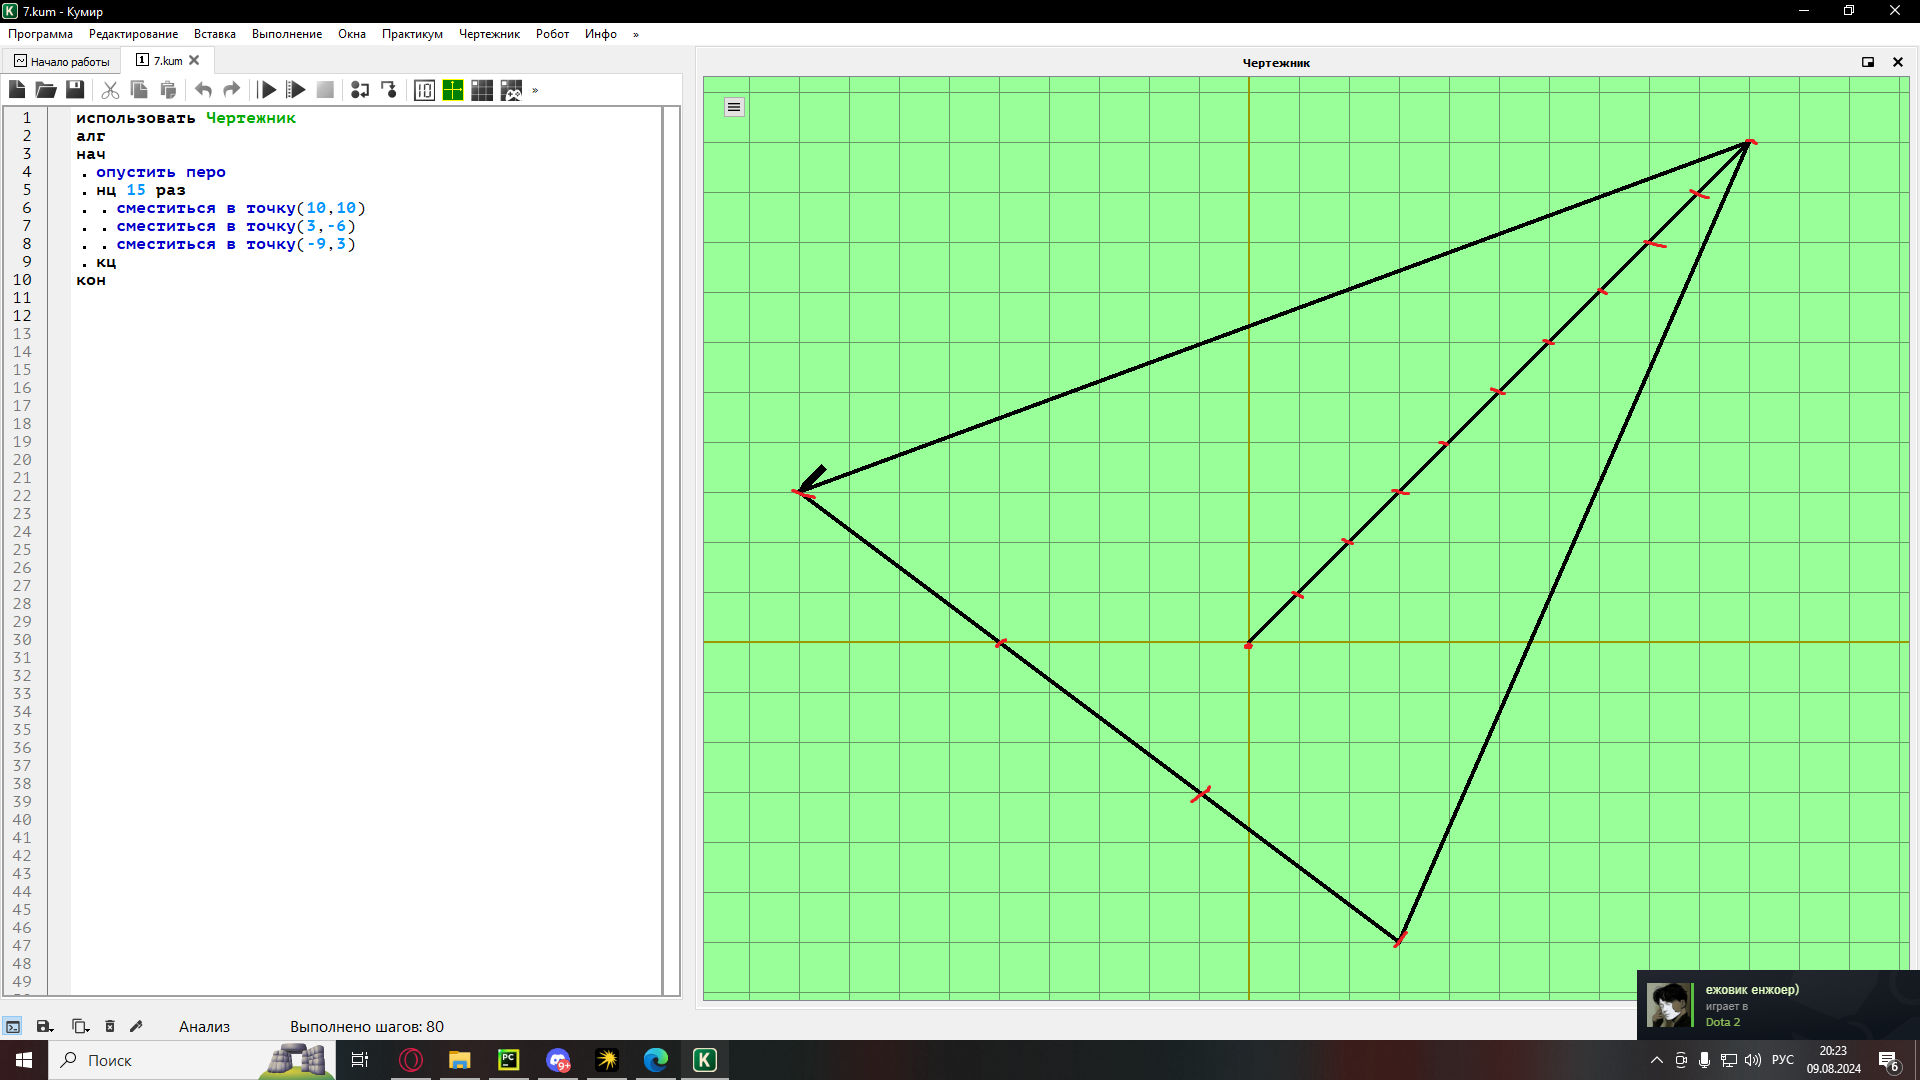 7.kum - Кумир
Программа Редактирование Вставка Выполнение Окна Практикум Чертежник Робот Инфо »
Начало работы 1 7.kum
»
Чертежник
1 использовать Чертежник
2 алг
3 нач
4 . опустить перо
5 . нц 15 раз
6 . . сместиться в точку(10,10)
7 . . сместиться в точку(3,-6)
8 . . сместиться в точку(-9,3)
9 . кц
10 кон
11
12
13
14
15
16
17
18
19
20
21
22
23
24
25
26
27
28
29
30
31
32
33
34
35
36
37
38
39
40
41
42
43
44
45
46
47
48
49
ежовик енжоер)
играет в
Dota 2
Анализ Выполнено шагов: 80
Поиск
PC
9+
K
РУС
20:23
09.08.2024
6